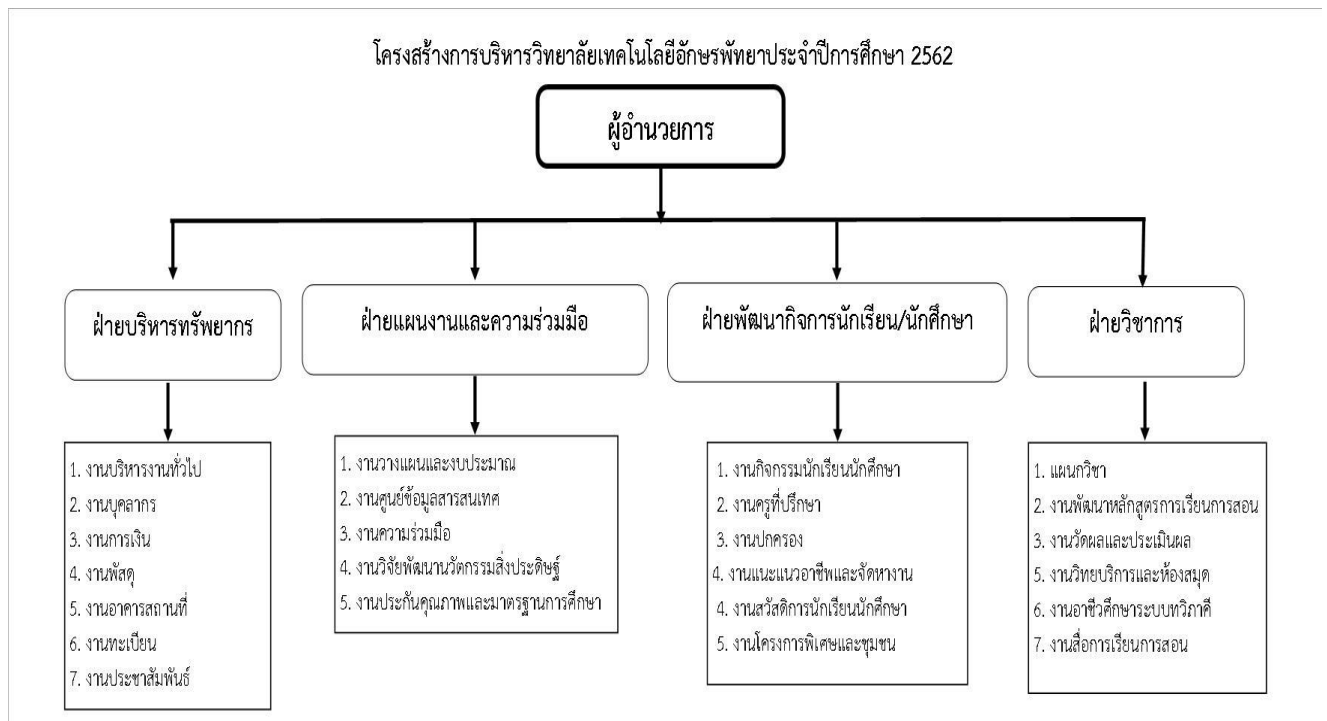 โครงสร้างการบริหารวิทยาลัยเทคโนโลยีอักษรพัทยาประจำปีการศึกษา 2562
ผู้อำนวยการ
ฝ่ายบริหารทรัพยากร
ฝ่ายแผนงานและความร่วมมือ
ฝ่ายพัฒนากิจการนักเรียน/นักศึกษา
ฝ่ายวิชาการ
1. งานบริหารงานทั่วไป
2. งานบุคลากร
3. งานการเงิน
4. งานพัสดุ
5. งานอาคารสถานที่
6. งานทะเบียน
7. งานประชาสัมพันธ์
1. งานวางแผนและงบประมาณ
2. งานศูนย์ข้อมูลสารสนเทศ
3. งานความร่วมมือ
4. งานวิจัยพัฒนานวัตกรรมสิ่งประดิษฐ์
5. งานประกันคุณภาพและมาตรฐานการศึกษา
1. งานกิจกรรมนักเรียนนักศึกษา
2. งานครูที่ปรึกษา
3. งานปกครอง
4. งานแนะแนวอาชีพและจัดหางาน
4. งานสวัสดิการนักเรียนนักศึกษา
5. งานโครงการพิเศษและชุมชน
1. แผนกวิชา
2. งานพัฒนาหลักสูตรการเรียนการสอน
3. งานวัดผลและประเมินผล
5. งานวิทยบริการและห้องสมุด
6. งานอาชีวศึกษาระบบทวิภาคี
7. งานสื่อการเรียนการสอน